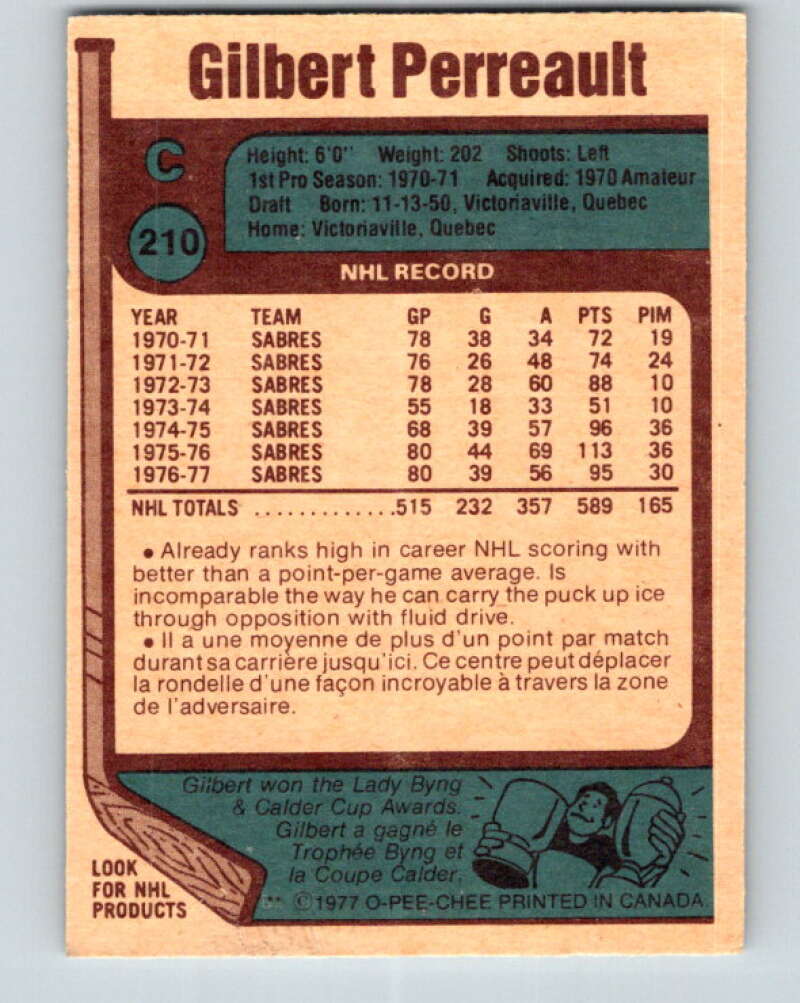 Gilbert Perreault
C
210
Height: 6'0" Weight: 202 Shoots: Left
1st Pro Season: 1970-71 Acquired: 1970 Amateur
Draft Born: 11-13-50, Victoriaville, Quebec
Home: Victoriaville, Quebec
NHL RECORD
YEAR TEAM GP G A PTS PIM
1970-71 SABRES 78 38 34 72 19
1971-72 SABRES 76 26 48 74 24
1972-73 SABRES 78 28 60 88 10
1973-74 SABRES 55 18 33 51 10
1974-75 SABRES 68 39 57 96 36
1975-76 SABRES 80 44 69 113 36
1976-77 SABRES 80 39 56 95 30
NHL TOTALS .............515 232 357 589 165
• Already ranks high in career NHL scoring with
better than a point-per-game average. Is
incomparable the way he can carry the puck up ice
through opposition with fluid drive.
• Il a une moyenne de plus d'un point par match
durant sa carrière jusqu'ici. Ce centre peut déplacer
la rondelle d'une façon incroyable à travers la zone
de l'adversaire.
Gilbert won the Lady Byng
& Calder Cup Awards.
Gilbert a gagné le
Trophée Byng et
la Coupe Calder.
LOOK
FOR NHL
PRODUCTS
** ©1977 O-PEE-CHEE PRINTED IN CANADA.